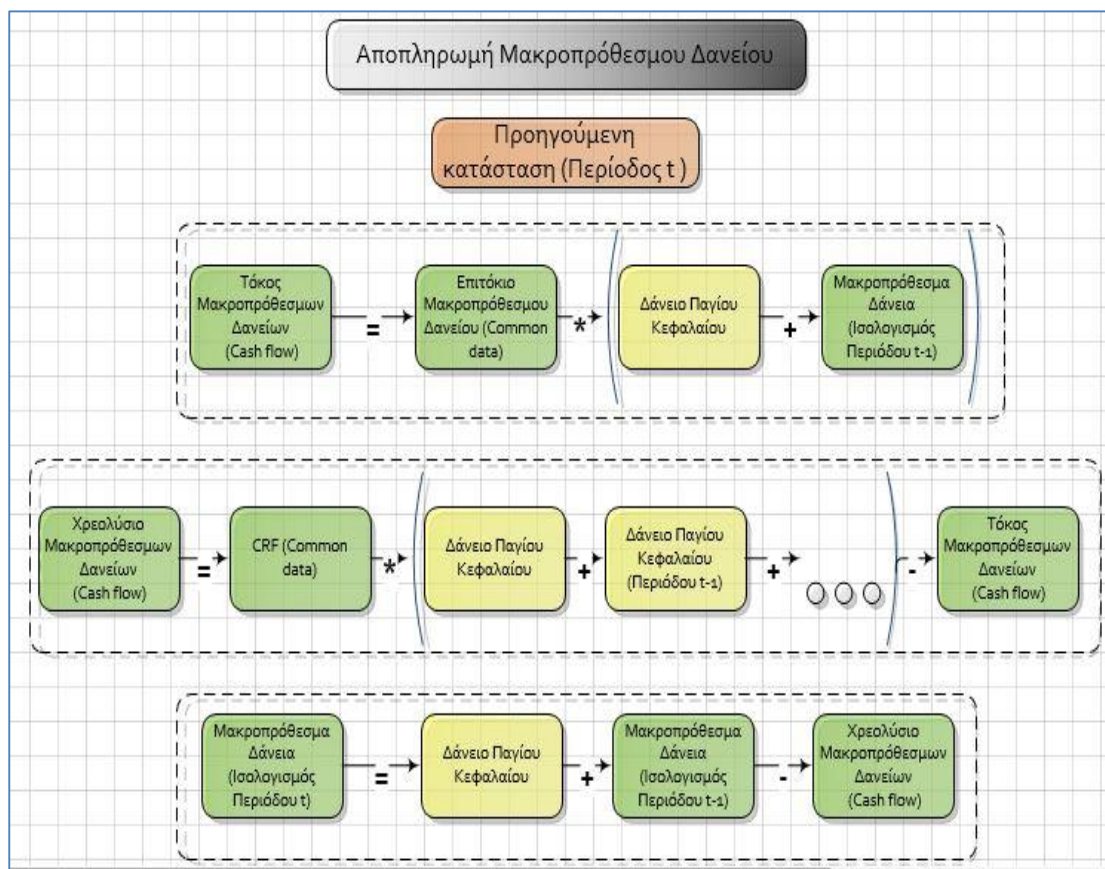 Αποπληρωμή Μακροπρόθεσμου Δανείου
Προηγούμενη
κατάσταση (Περίοδος t )
Τόκος
Μακροπρόθεσμων
Δανείων
(Cash flow)
=
Επιτόκιο
Μακροπρόθεσμου
Δανείου (Common
data)
*
(
Δάνειο Παγίου
Κεφαλαίου
+
Μακροπρόθεσμα
Δάνεια
(Ισολογισμός
Περιόδου t-1)
)
Χρεολύσιο
Μακροπρόθεσμων
Δανείων
(Cash flow)
=
CRF (Common
data)
*
(
Δάνειο Παγίου
Κεφαλαίου
+
Δάνειο Παγίου
Κεφαλαίου
(Περιόδου t-1)
+
)
-
Τόκος
Μακροπρόθεσμων
Δανείων
(Cash flow)
Μακροπρόθεσμα
Δάνεια
(Ισολογισμός
Περιόδου t)
=
Δάνειο Παγίου
Κεφαλαίου
+
Μακροπρόθεσμα
Δάνεια
(Ισολογισμός
Περιόδου t-1)
-
Χρεολύσιο
Μακροπρόθεσμων
Δανείων
(Cash flow)